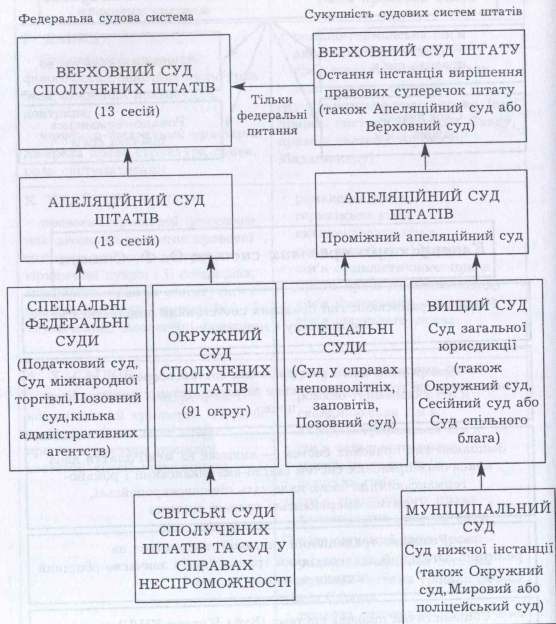 Федеральна судова система
Сукупність судових систем штатів
ВЕРХОВНИЙ СУД
СПОЛУЧЕНИХ
ШТАТІВ
(13 сесій)
Тільки
федеральні
питання
ВЕРХОВНИЙ СУД ШТАТУ
Остання інстанція вирішення
правових суперечок штату
(також Апеляційний суд або
Верховний суд)
АПЕЛЯЦІЙНИЙ СУД
ШТАТІВ
(13 сесій)
АПЕЛЯЦІЙНИЙ СУД
ШТАТІВ
Проміжний апеляційний суд
СПЕЦІАЛЬНІ
ФЕДЕРАЛЬНІ
СУДИ
(Податковий суд,
Суд міжнародної
торгівлі, Позовний
суд, кілька
адміністративних
агентств)
ОКРУЖНИЙ
СУД
СПОЛУЧЕНИХ
ШТАТІВ
(91 округ)
СПЕЦІАЛЬНІ
СУДИ
(Суд у справах
неповнолітніх,
заповітів,
Позовний суд)
ВИЩИЙ СУД
Суд загальної
юрисдикції
(також
Окружний суд,
Сесійний суд або
Суд спільного
блага)
СВІТСЬКІ СУДИ
СПОЛУЧЕНИХ
ШТАТІВ ТА СУД У
СПРАВАХ
НЕСПРОМОЖНОСТІ
МУНІЦИПАЛЬНИЙ
СУД
Суд нижчої інстанції
(також Окружний
суд, Мировий або
поліцейський суд)